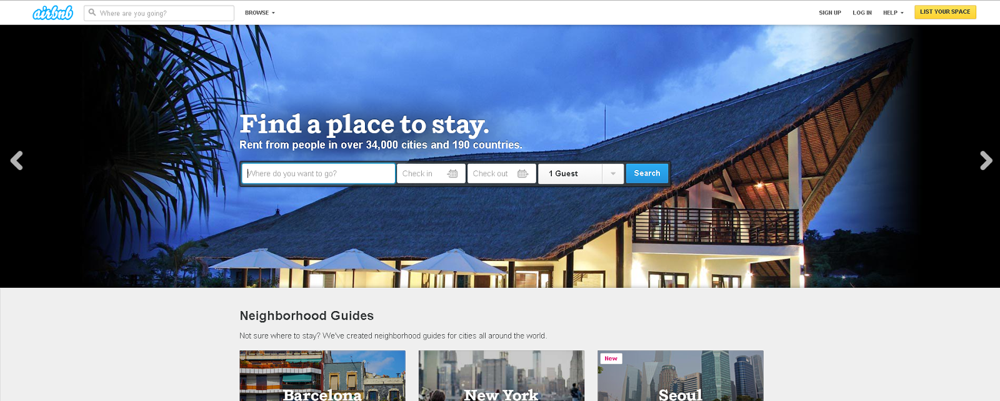 airbnb
Where are you going?
BROWSE
SIGN UP
LOG IN
HELP
LIST YOUR SPACE
Find a place to stay.
Rent from people in over 34,000 cities and 190 countries.
Where do you want to go?
Check in
Check out
1 Guest
Search
Neighborhood Guides
Not sure where to stay? We've created neighborhood guides for cities all around the world.
New
Barcelona
New York
Seoul